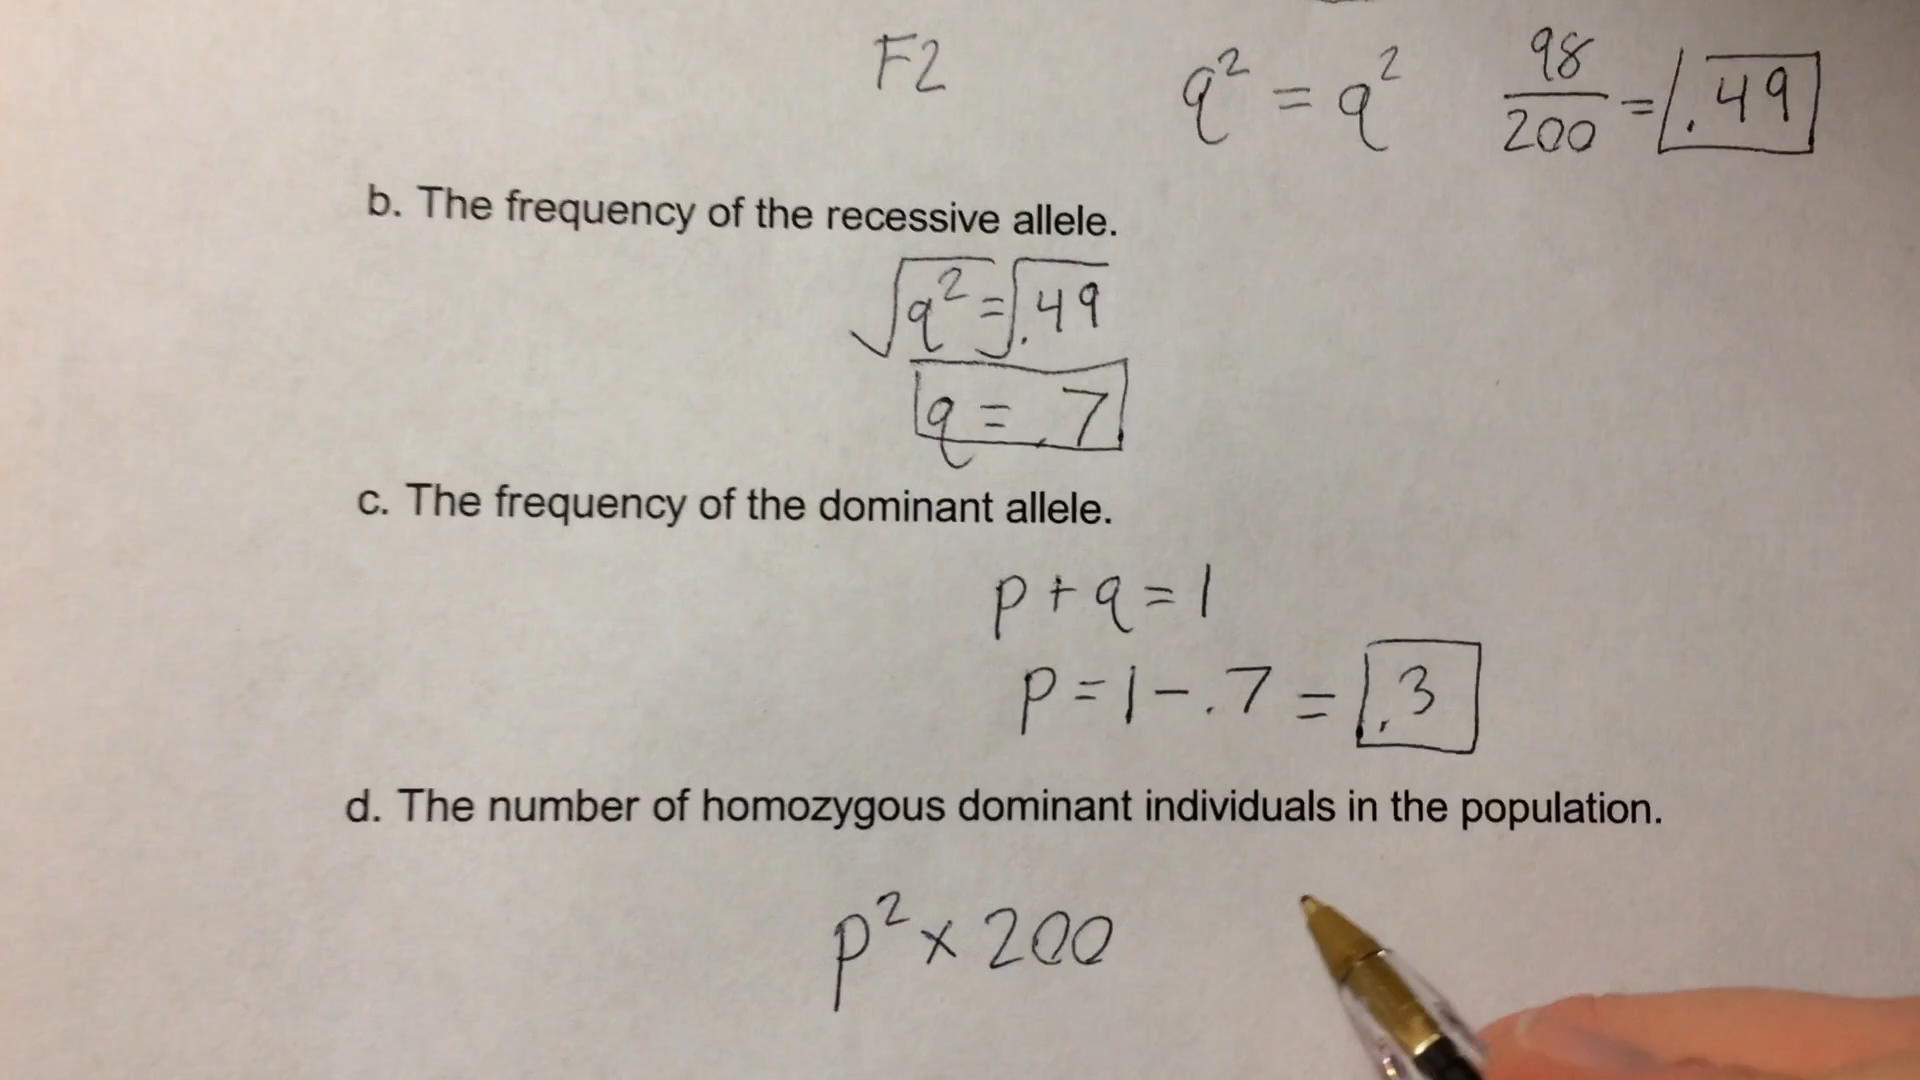 F2 q² = q² 98/200 = .49
b. The frequency of the recessive allele.
√q² = √.49
q = .7
c. The frequency of the dominant allele.
p + q = 1
p = 1 - .7 = .3
d. The number of homozygous dominant individuals in the population.
p² x 200